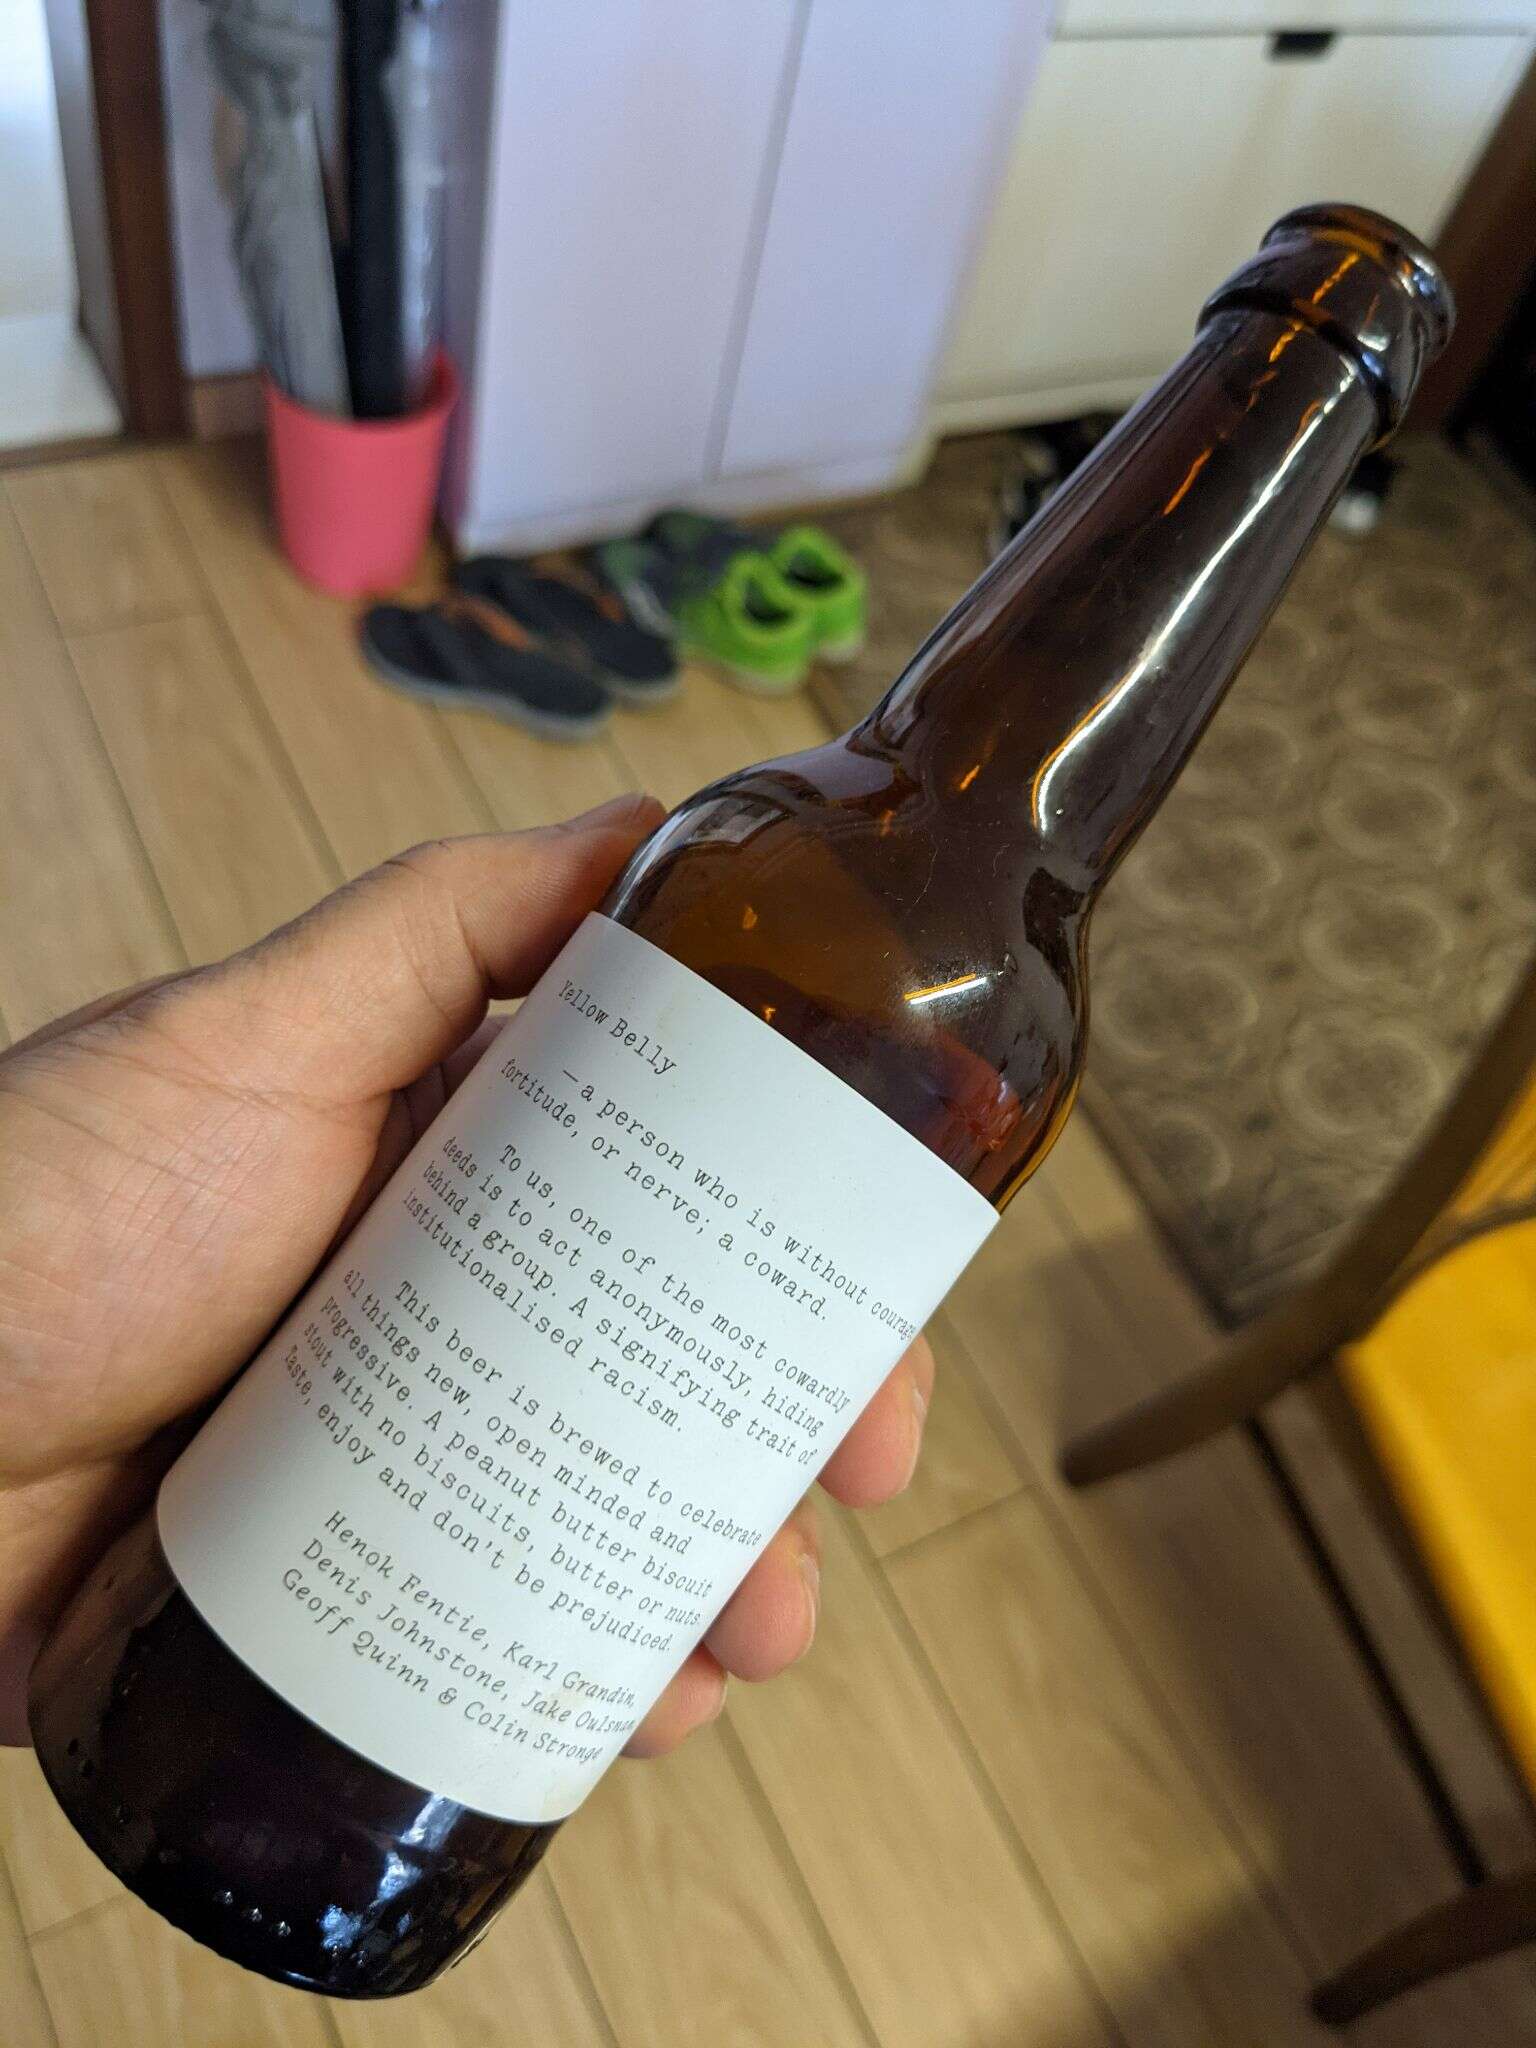 Yellow Belly
— a person who is without courage
fortitude, or nerve; a coward.
To us, one of the most cowardly
deeds is to act anonymously, hiding
behind a group. A signifying trait of
institutionalised racism.
This beer is brewed to celebrate
all things new, open minded and
progressive. A peanut butter biscuit
stout with no biscuits, butter or nuts.
Taste, enjoy and don't be prejudiced.
Henok Fentie, Karl Grandin,
Denis Johnstone, Jake Oulsnam
Geoff Quinn & Colin Stronge